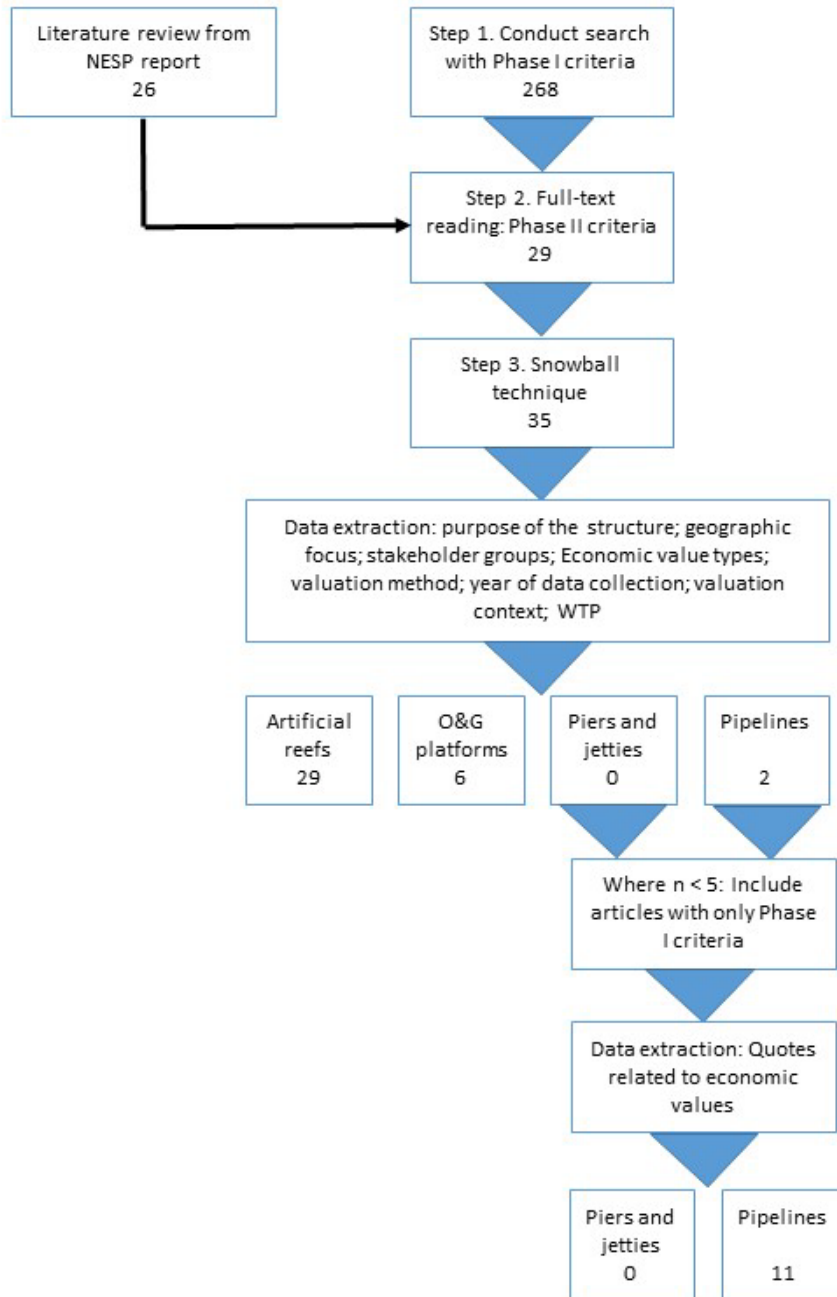 Literature review from
NESP report
26
Step 1. Conduct search
with Phase I criteria
268
Step 2. Full-text
reading: Phase II criteria
29
Step 3. Snowball
technique
35
Data extraction: purpose of the structure; geographic
focus; stakeholder groups; Economic value types;
valuation method; year of data collection; valuation
context; WTP
Artificial
reefs
29
O&G
platforms
6
Piers and
jetties
0
Pipelines
2
Where n < 5: Include
articles with only Phase
I criteria
Data extraction: Quotes
related to economic
values
Piers and
jetties
0
Pipelines
11